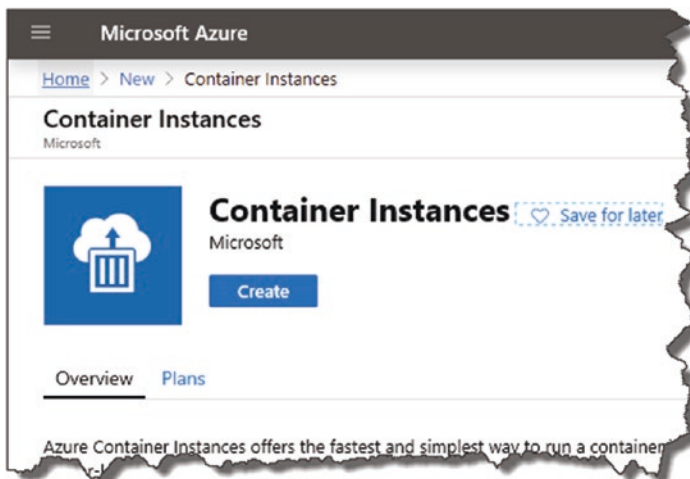 Microsoft Azure
Home > New > Container Instances
Container Instances
Microsoft
Container Instances ♡ Save for later
Microsoft
Create
Overview Plans
Azure Container Instances offers the fastest and simplest way to run a container